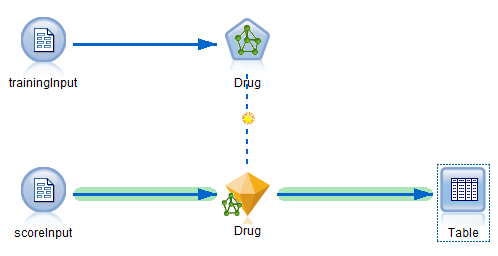 trainingInput
Drug
scoreInput
Drug
Table